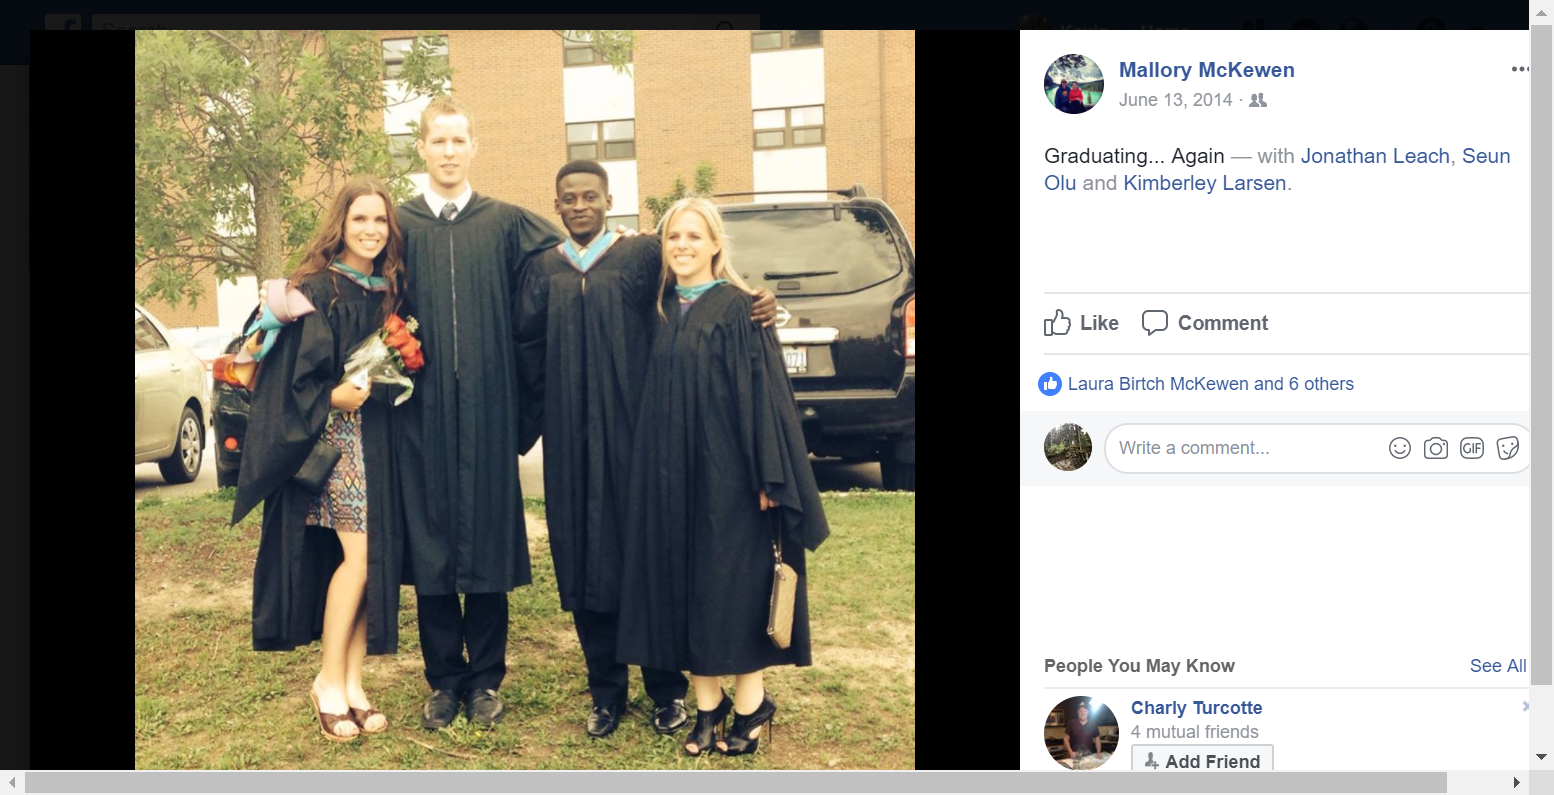 Search
Mallory McKewen
June 13, 2014 ·
Graduating... Again — with Jonathan Leach, Seun
Olu and Kimberley Larsen.
Like Comment
Laura Birtch McKewen and 6 others
Write a comment...
GIF
People You May Know
See All
Charly Turcotte
4 mutual friends
Add Friend